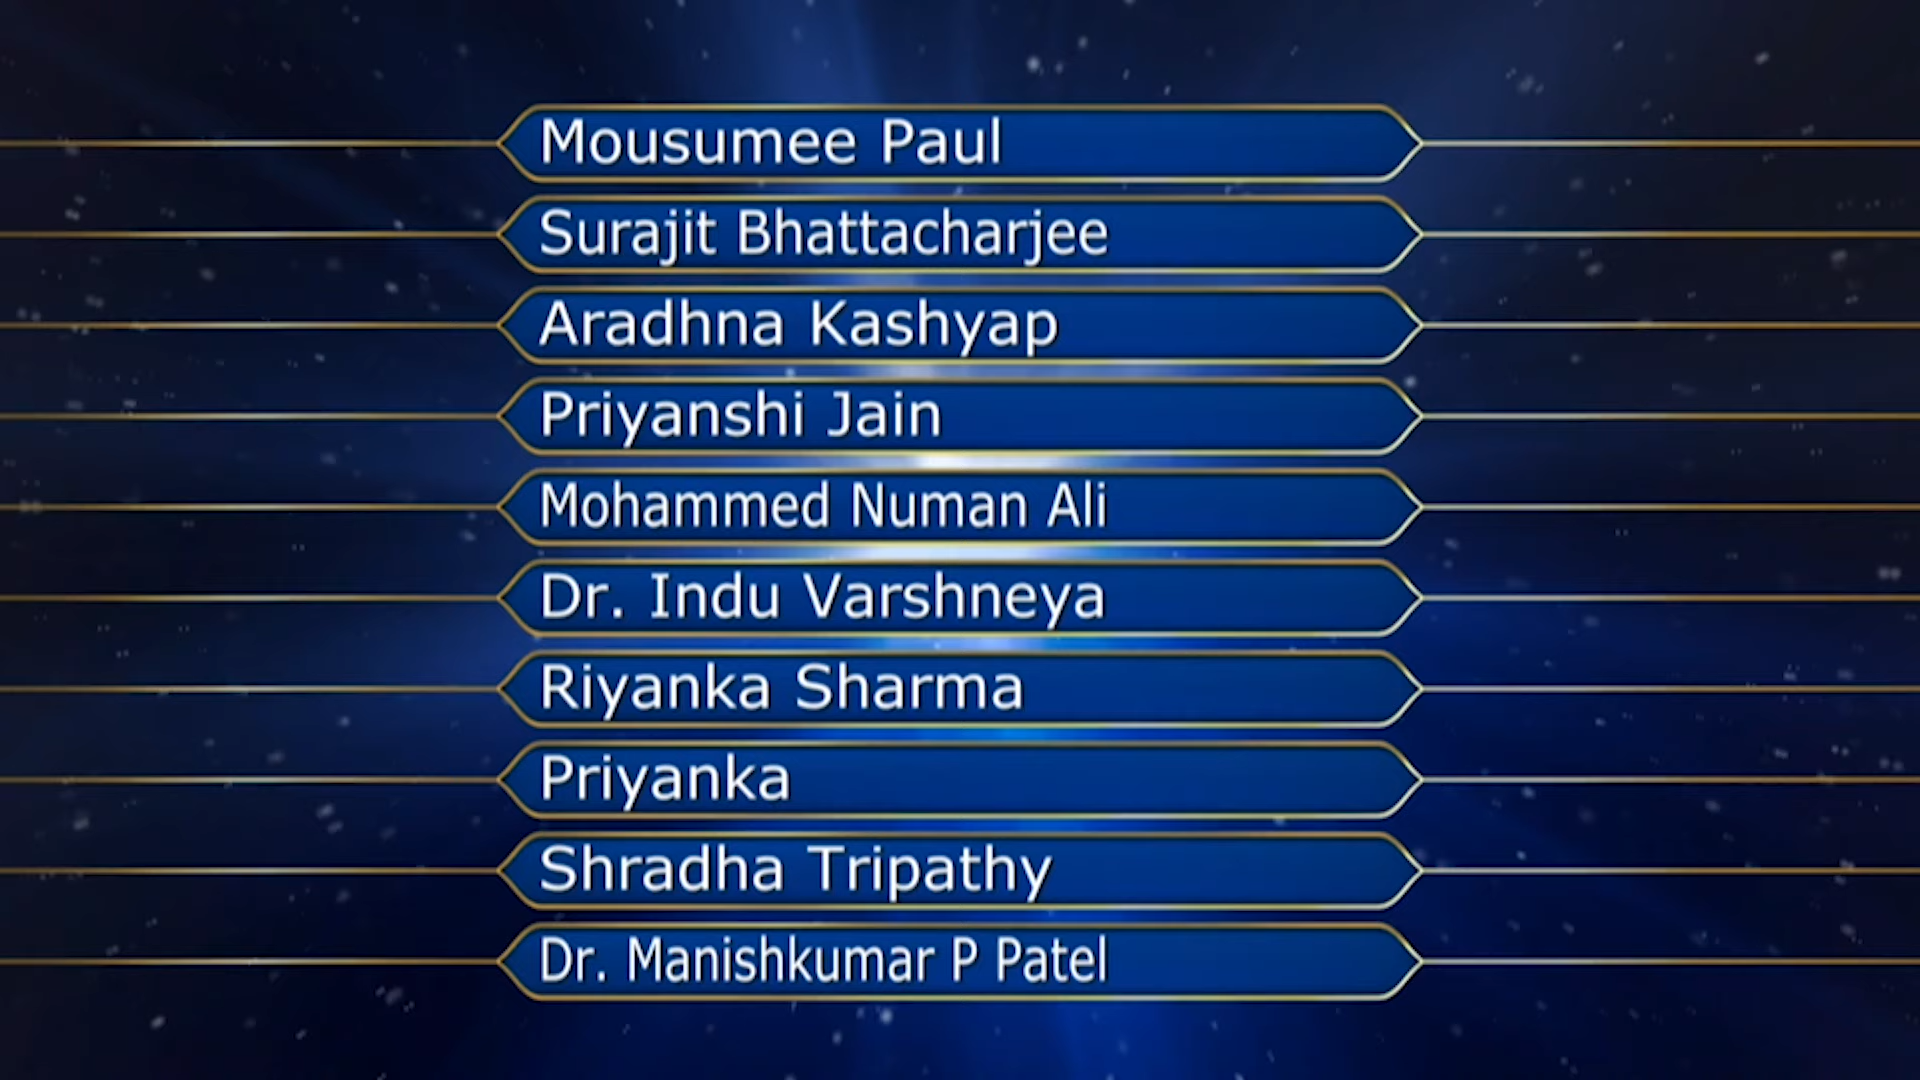 Mousumee Paul
Surajit Bhattacharjee
Aradhna Kashyap
Priyanshi Jain
Mohammed Numan Ali
Dr. Indu Varshneya
Riyanka Sharma
Priyanka
Shradha Tripathy
Dr. Manishkumar P Patel